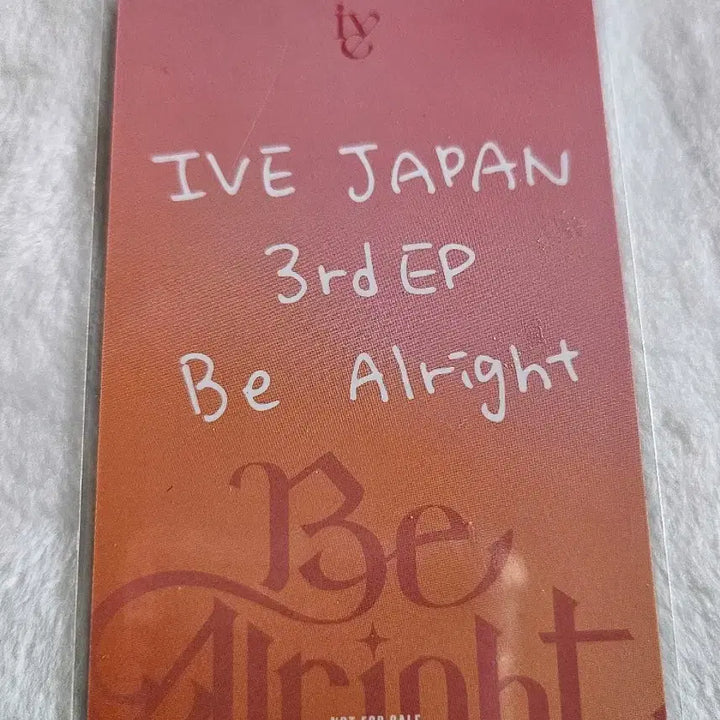 ive
IVE JAPAN
3rd EP
Be Alright
Be
Alright
NOT FOR SALE